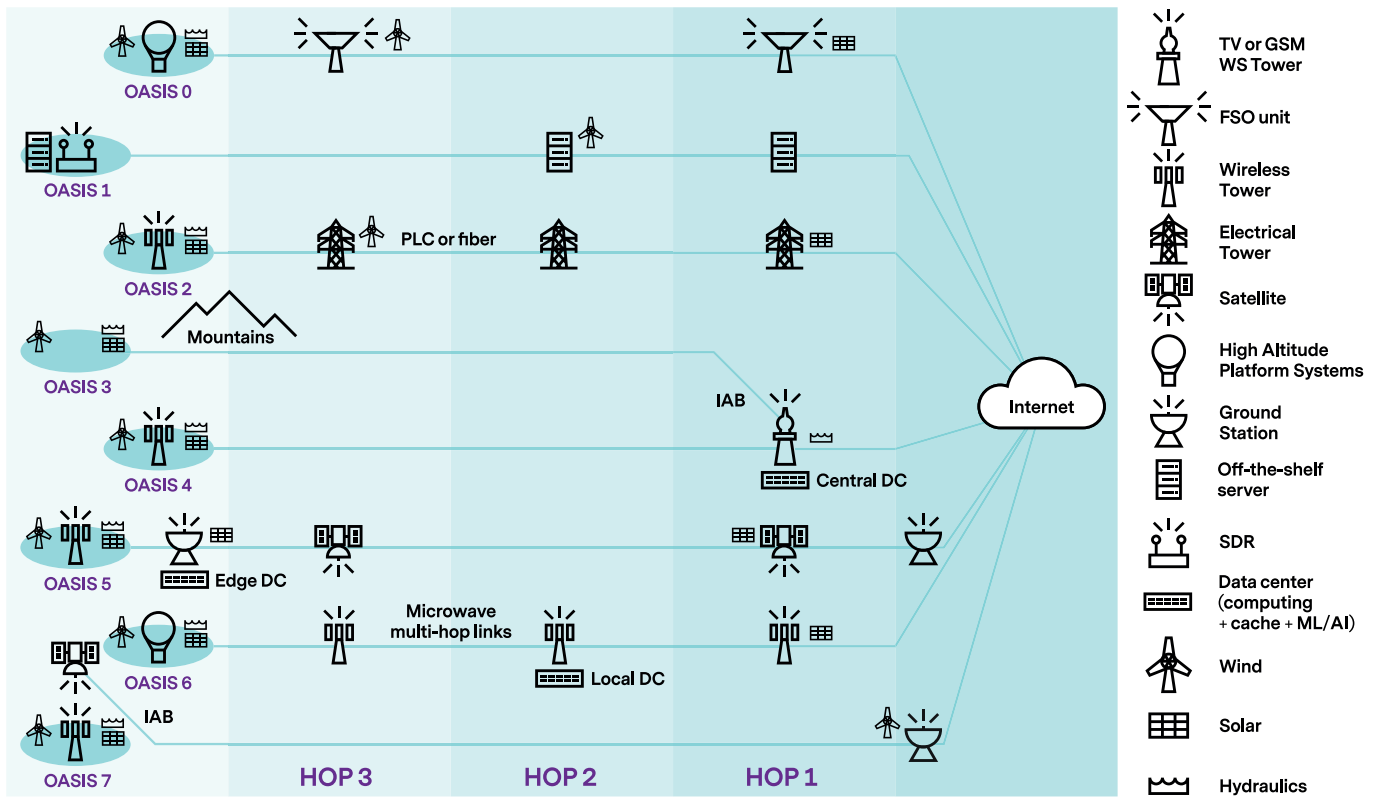 OASIS 0
OASIS 1
OASIS 2
PLC or fiber
Mountains
OASIS 3
IAB
Internet
OASIS 4
Central DC
OASIS 5
Edge DC
Microwave
multi-hop links
OASIS 6
Local DC
IAB
OASIS 7
HOP 3
HOP 2
HOP 1
TV or GSM
WS Tower
FSO unit
Wireless
Tower
Electrical
Tower
Satellite
High Altitude
Platform Systems
Ground
Station
Off-the-shelf
server
SDR
Data center
(computing
+ cache + ML/AI)
Wind
Solar
Hydraulics